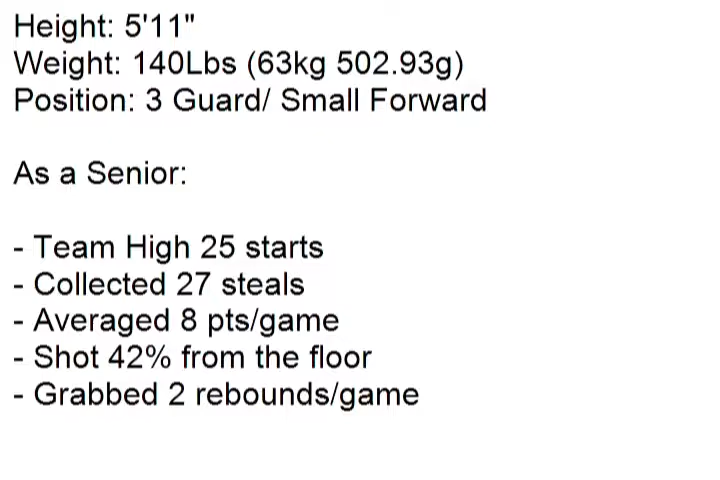 Height: 5'11"
Weight: 140Lbs (63kg 502.93g)
Position: 3 Guard/ Small Forward
As a Senior:
- Team High 25 starts
- Collected 27 steals
- Averaged 8 pts/game
- Shot 42% from the floor
- Grabbed 2 rebounds/game